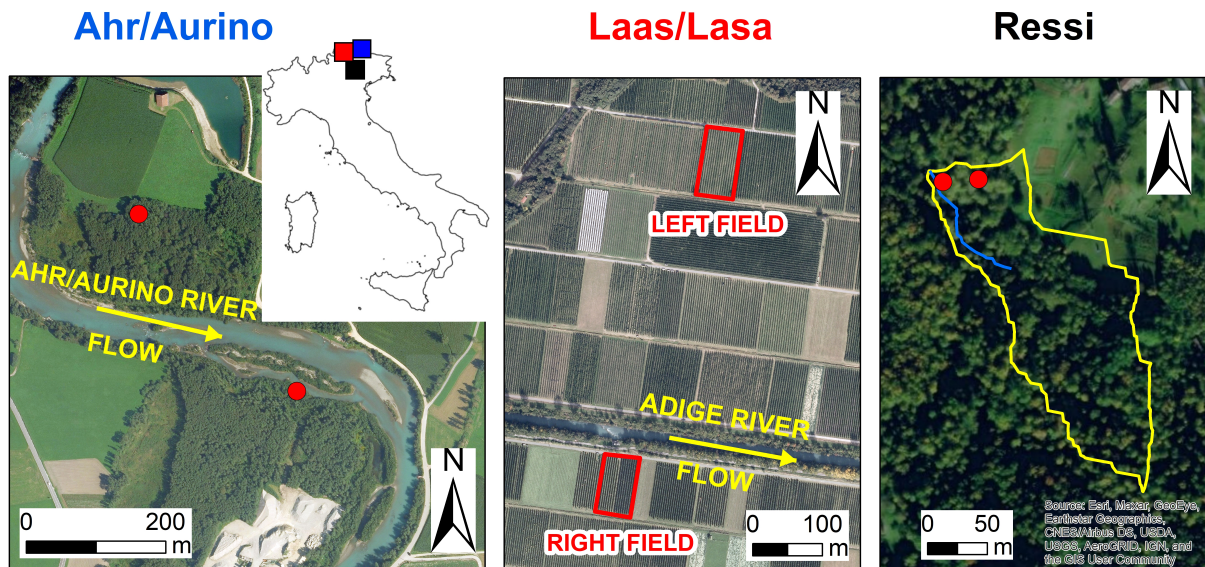 Ahr/Aurino
Laas/Lasa
Ressi
AHR/AURINO RIVER
FLOW
0 200
m
N
N
LEFT FIELD
ADIGE RIVER
FLOW
RIGHT FIELD
0 100
m
N
0 50
m
Source: Esri, Maxar, GeoEye,
Earthstar Geographics,
CNES/Airbus DS, USDA,
USGS, AeroGRID, IGN, and
the GIS User Community